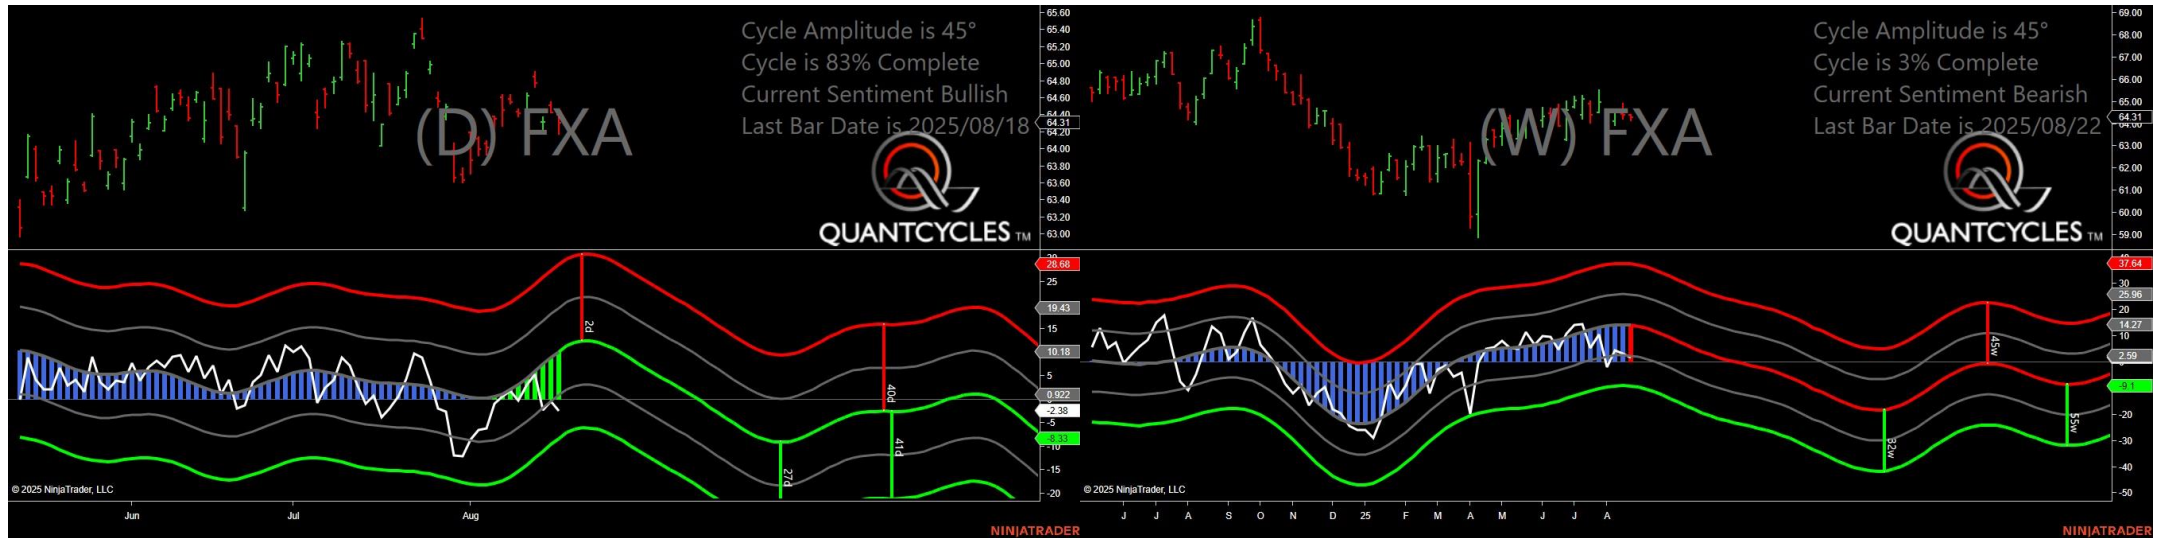 Cycle Amplitude is 45°
Cycle is 83% Complete
Current Sentiment Bullish
Last Bar Date is 2025/08/18
(D) FXA
QUANTCYCLES TM
65.60
65.40
65.20
65.00
64.80
64.60
64.40
64.31
64.20
64.00
63.80
63.60
63.40
63.20
63.00
28.68
25
19.43
15
10.18
5
0.922
-2.38
-5
-8.33
-10
-15
-20
2d
27d
40d
41d
© 2025 NinjaTrader, LLC
Jun
Jul
Aug
NINJATRADER
Cycle Amplitude is 45°
Cycle is 3% Complete
Current Sentiment Bearish
Last Bar Date is 2025/08/22
(W) FXA
QUANTCYCLES TM
69.00
68.00
67.00
66.00
65.00
64.31
64.00
63.00
62.00
61.00
60.00
59.00
40
37.64
30
25.96
20
14.27
10
2.59
-9.1
-20
-30
-40
-50
32w
45w
55w
© 2025 NinjaTrader, LLC
J
J
A
S
O
N
D
25
F
M
A
M
J
J
A
NINJATRADER